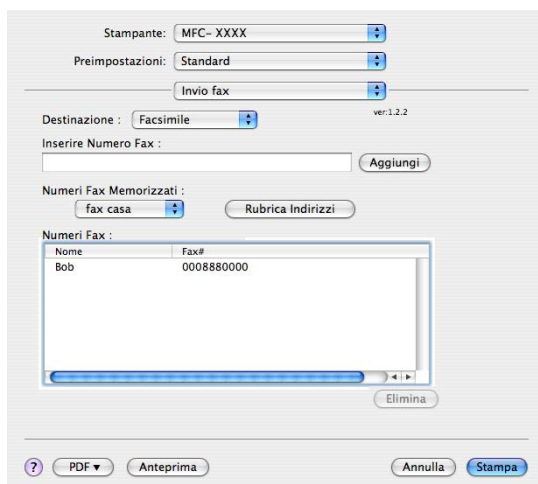 Stampante: MFC- XXXX
Preimpostazioni: Standard
Invio fax
Destinazione : Facsimile
ver:1.2.2
Inserire Numero Fax :
Aggiungi
Numeri Fax Memorizzati :
fax casa Rubrica Indirizzi
Numeri Fax :
Nome Fax#
Bob 0008880000
Elimina
? PDF▼ Anteprima Annulla Stampa